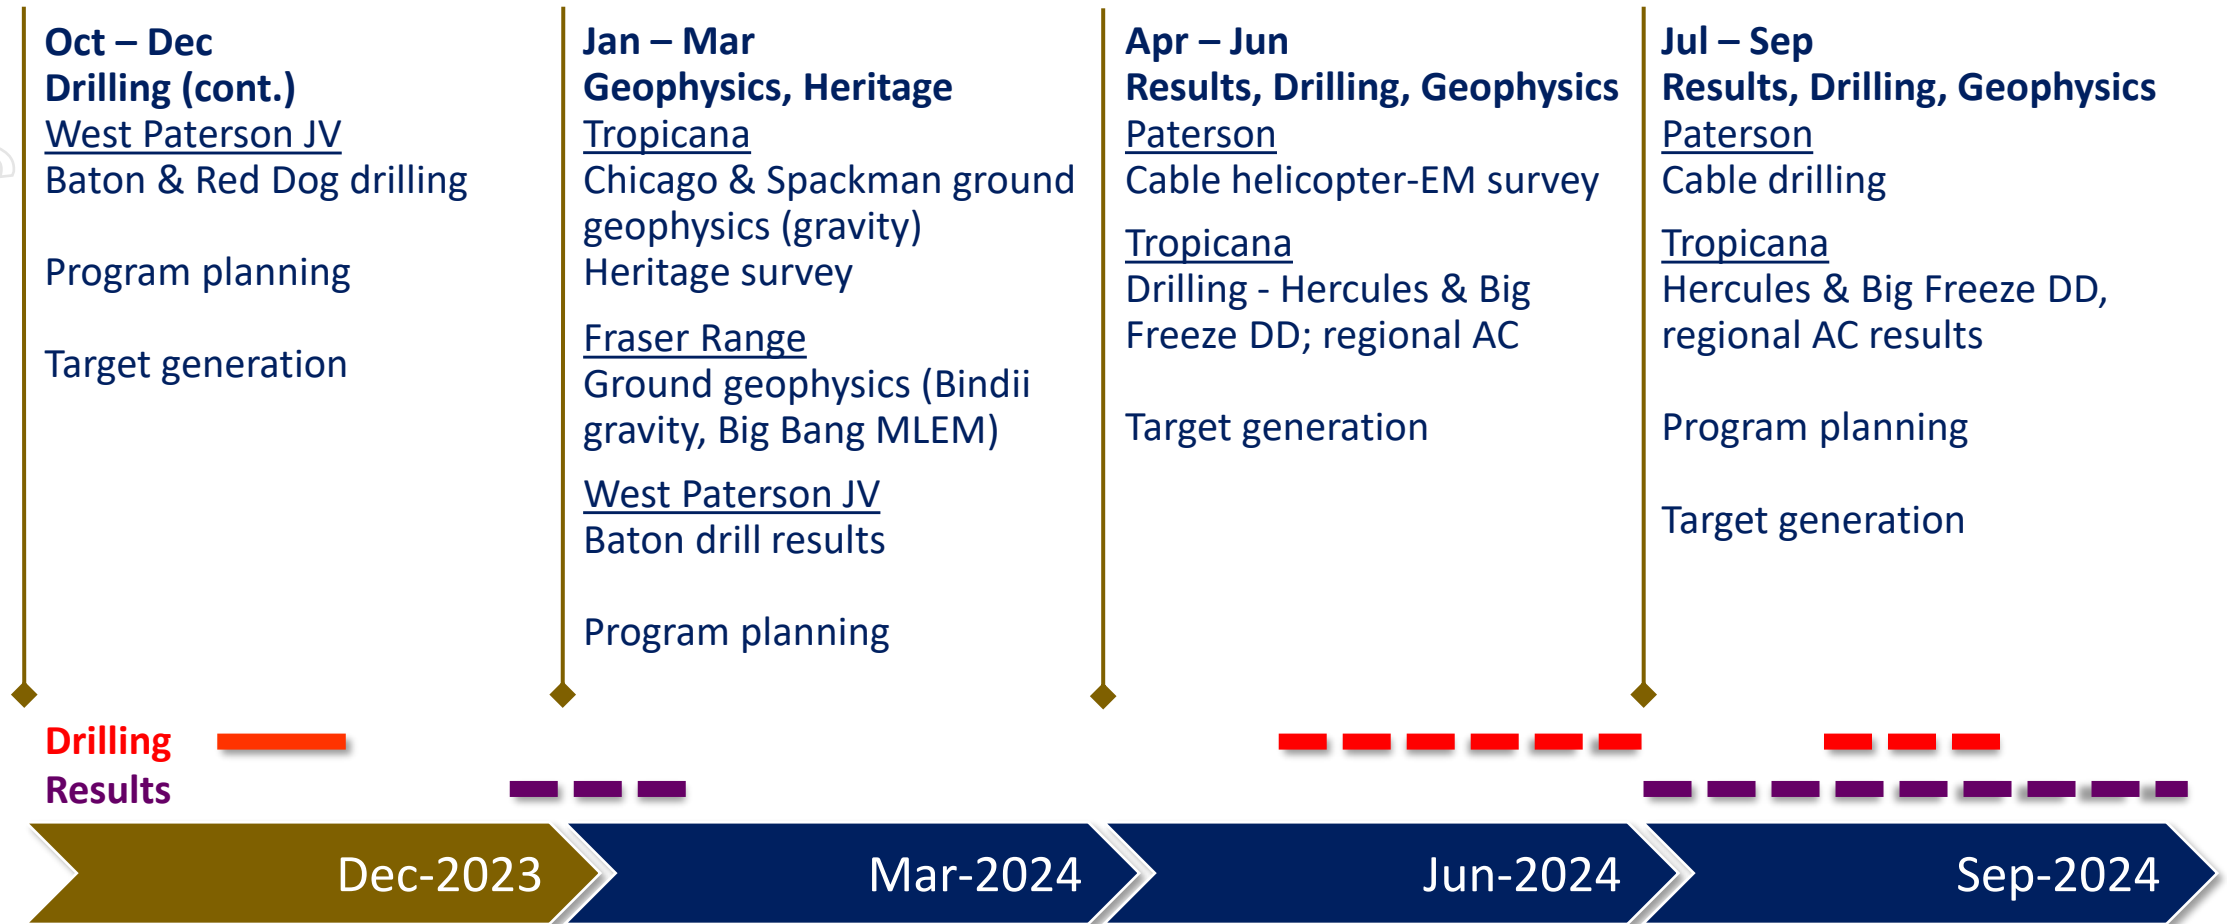 Oct – Dec
Drilling (cont.)
West Paterson JV
Baton & Red Dog drilling
Program planning
Target generation
Jan – Mar
Geophysics, Heritage
Tropicana
Chicago & Spackman ground
geophysics (gravity)
Heritage survey
Fraser Range
Ground geophysics (Bindii
gravity, Big Bang MLEM)
West Paterson JV
Baton drill results
Program planning
Apr – Jun
Results, Drilling, Geophysics
Paterson
Cable helicopter-EM survey
Tropicana
Drilling - Hercules & Big
Freeze DD; regional AC
Target generation
Jul – Sep
Results, Drilling, Geophysics
Paterson
Cable drilling
Tropicana
Hercules & Big Freeze DD,
regional AC results
Program planning
Target generation
Drilling
Results
Dec-2023
Mar-2024
Jun-2024
Sep-2024